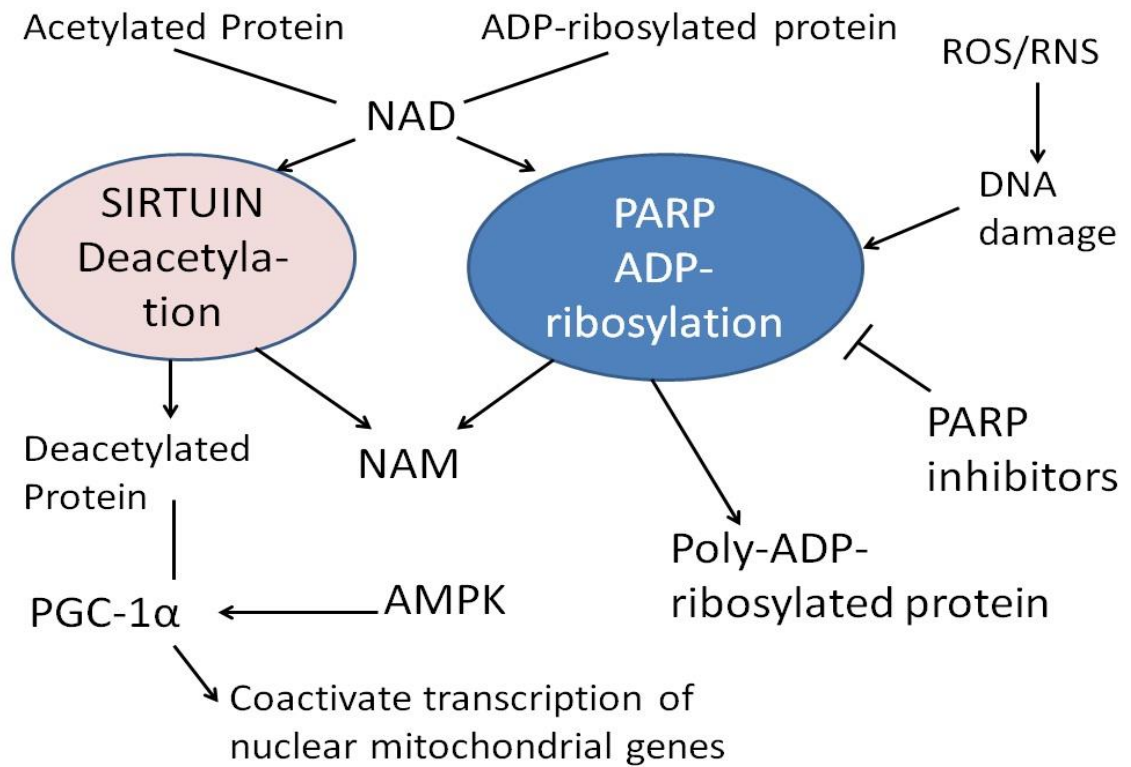 Acetylated Protein
ADP-ribosylated protein
ROS/RNS
NAD
DNA
damage
SIRTUIN
Deacetyla-
tion
PARP
ADP-
ribosylation
PARP
inhibitors
Deacetylated
Protein
NAM
Poly-ADP-
ribosylated protein
PGC-1α
AMPK
Coactivate transcription of
nuclear mitochondrial genes